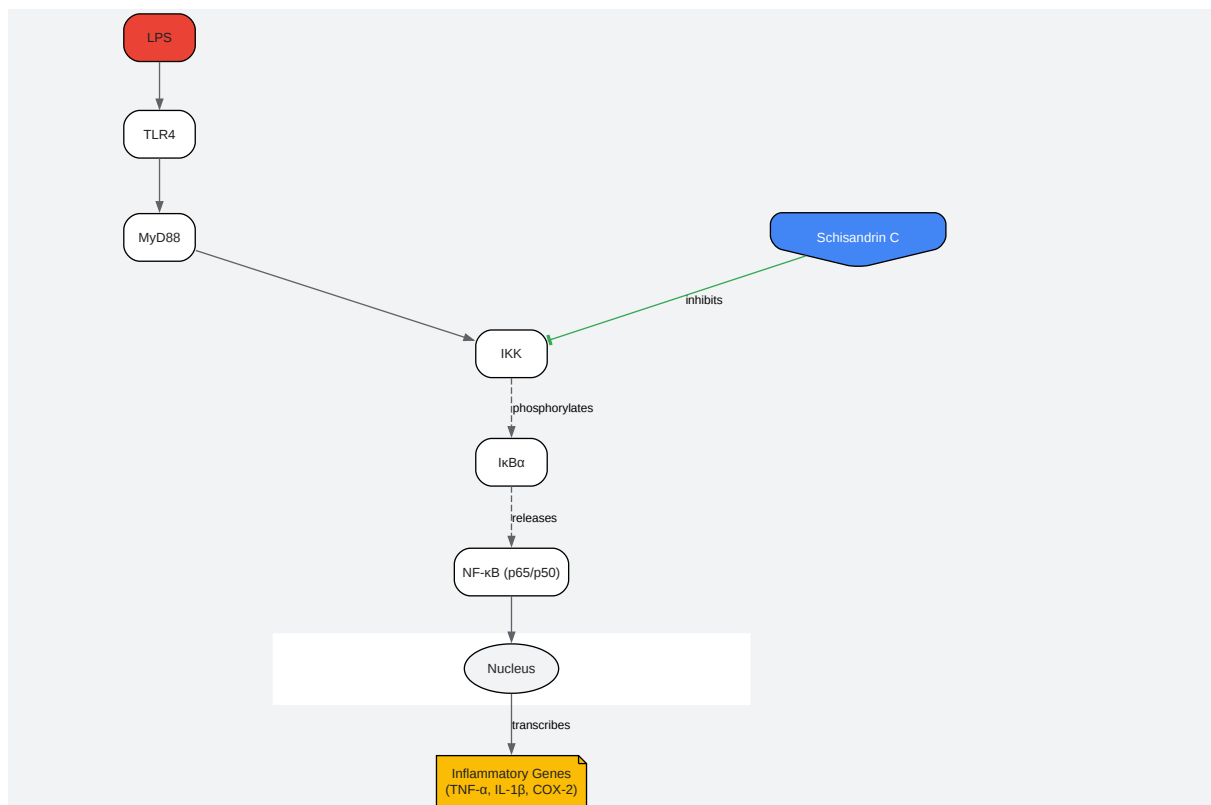 LPS
TLR4
MyD88
Schisandrin C
inhibits
IKK
phosphorylates
IκBα
releases
NF-κB (p65/p50)
Nucleus
transcribes
Inflammatory Genes
(TNF-α, IL-1β, COX-2)